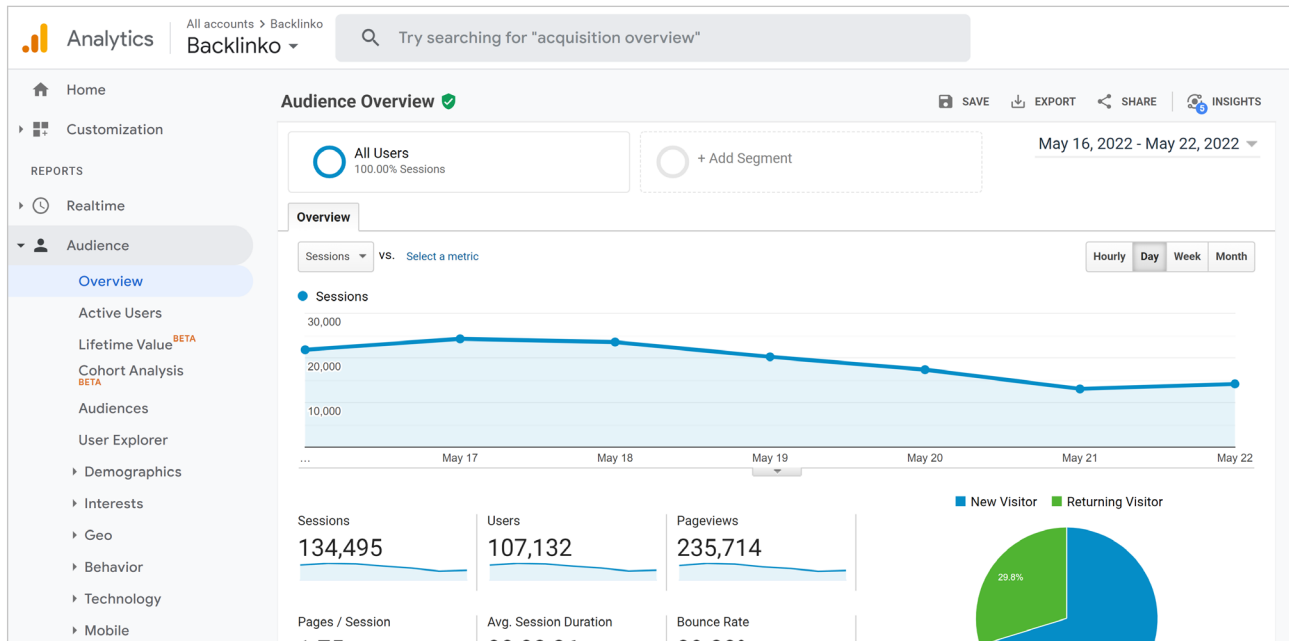 Analytics
All accounts > Backlinko
Backlinko
Try searching for "acquisition overview"
Home
Customization
REPORTS
Realtime
Audience
Overview
Active Users
Lifetime Value BETA
Cohort Analysis
BETA
Audiences
User Explorer
Demographics
Interests
Geo
Behavior
Technology
Mobile
Audience Overview
SAVE
EXPORT
SHARE
5
INSIGHTS
All Users
100.00% Sessions
+ Add Segment
May 16, 2022 - May 22, 2022
Overview
Sessions
VS.
Select a metric
Hourly
Day
Week
Month
Sessions
30,000
20,000
10,000
...
May 17
May 18
May 19
May 20
May 21
May 22
Sessions
134,495
Users
107,132
Pageviews
235,714
New Visitor
Returning Visitor
29.8%
Pages / Session
Avg. Session Duration
Bounce Rate